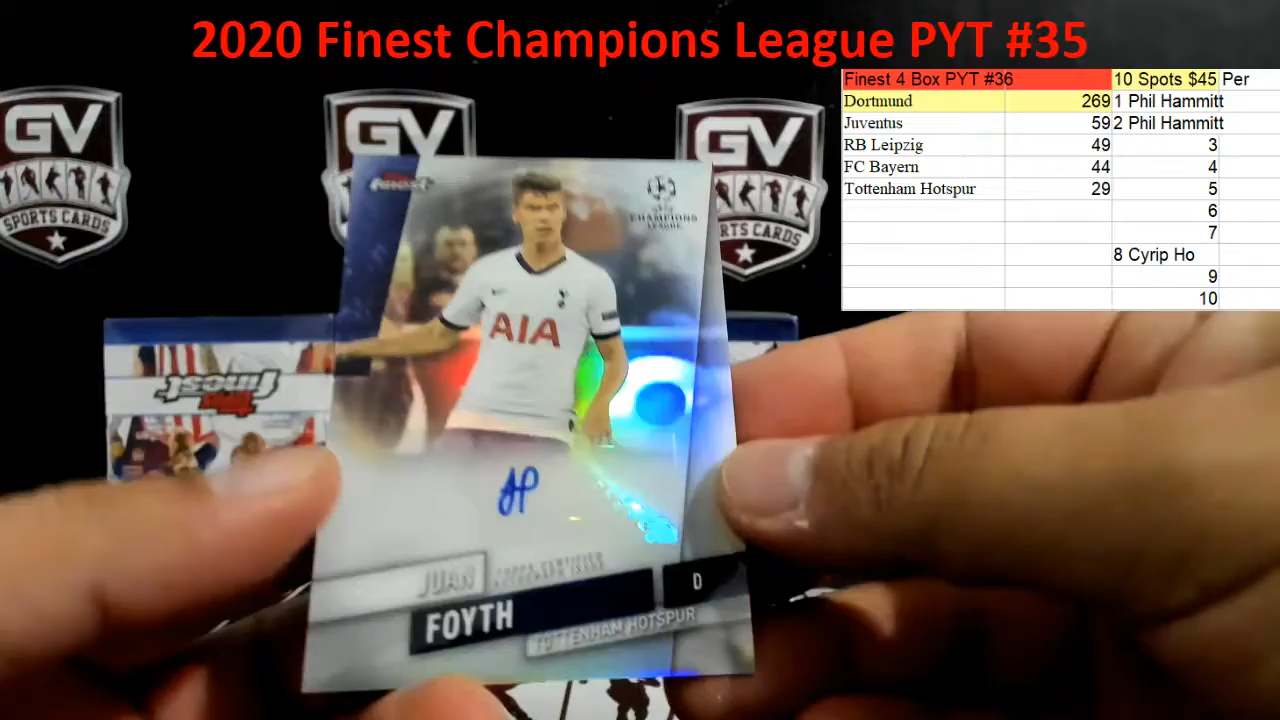 2020 Finest Champions League PYT #35
Finest 4 Box PYT #36 10 Spots $45 Per
Dortmund 269 1 Phil Hammitt
Juventus 59 2 Phil Hammitt
RB Leipzig 49 3
FC Bayern 44 4
Tottenham Hotspur 29 5
6
7
8 Cyrip Ho
9
10
GV
SPORTS CARDS
GV
GV
RTS CARDS
finest
CHAMPIONS
LEAGUE
AIA
finest
JUAN
FOYTH
D
TOTTENHAM HOTSPUR